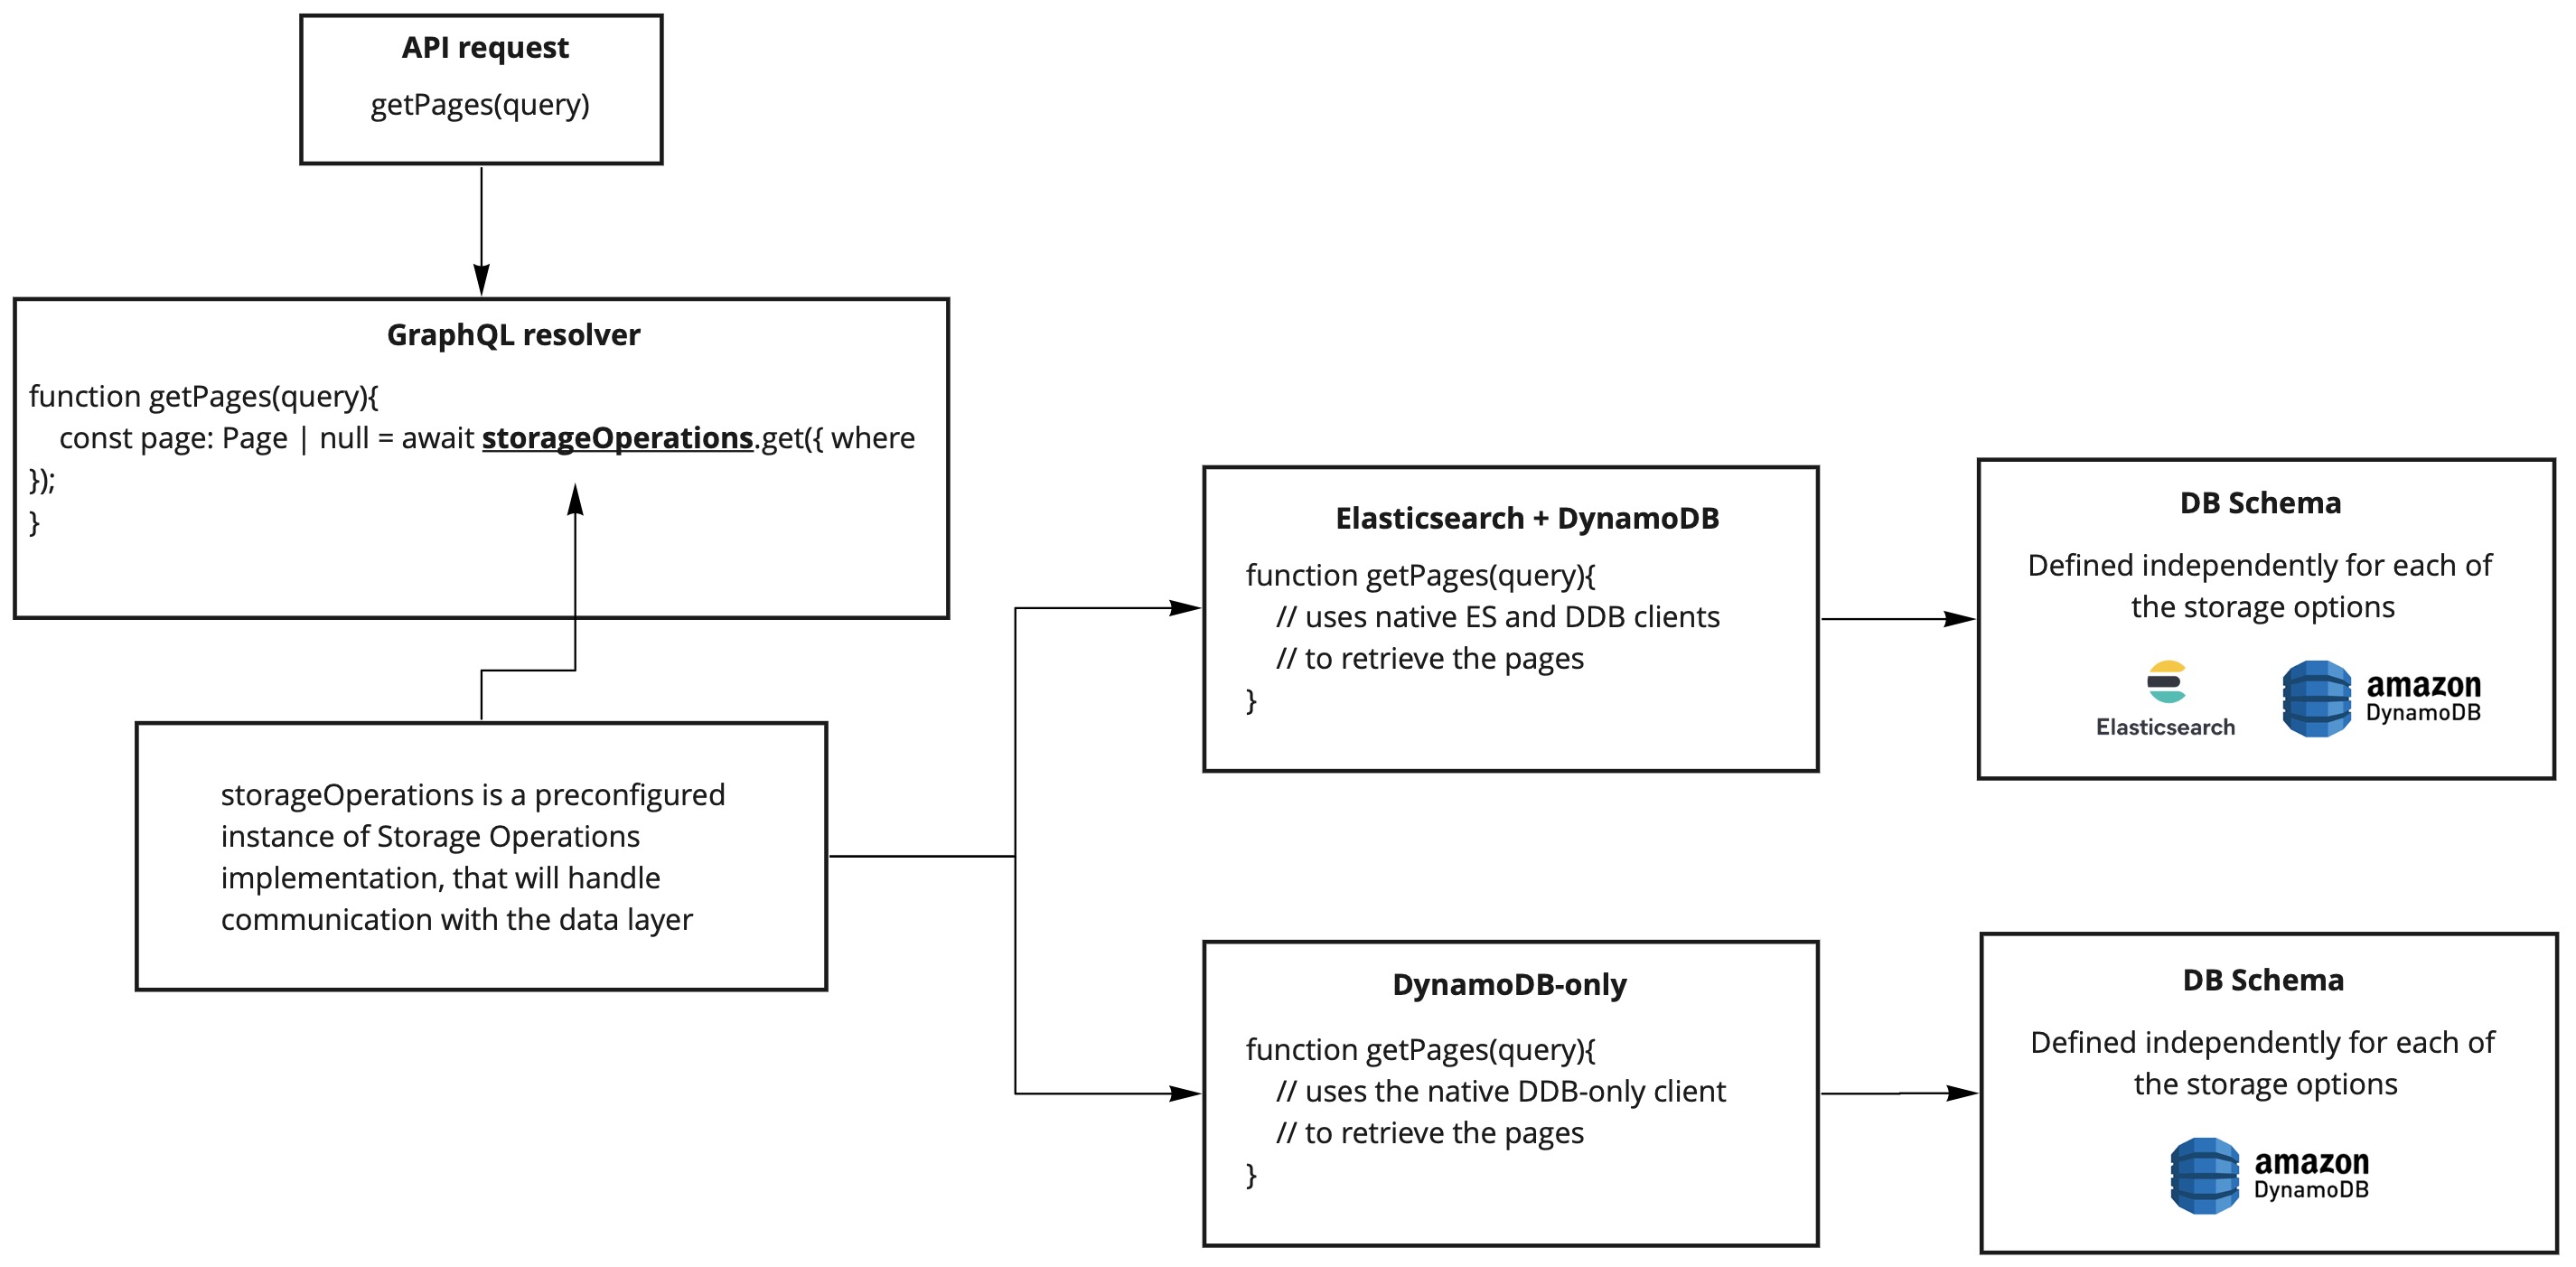 API request
getPages(query)
GraphQL resolver
function getPages(query){
const page: Page | null = await storageOperations.get({ where
});
}
storageOperations is a preconfigured
instance of Storage Operations
implementation, that will handle
communication with the data layer
Elasticsearch + DynamoDB
function getPages(query){
// uses native ES and DDB clients
// to retrieve the pages
}
DB Schema
Defined independently for each of
the storage options
Elasticsearch
amazon
DynamoDB
DynamoDB-only
function getPages(query){
// uses the native DDB-only client
// to retrieve the pages
}
DB Schema
Defined independently for each of
the storage options
amazon
DynamoDB